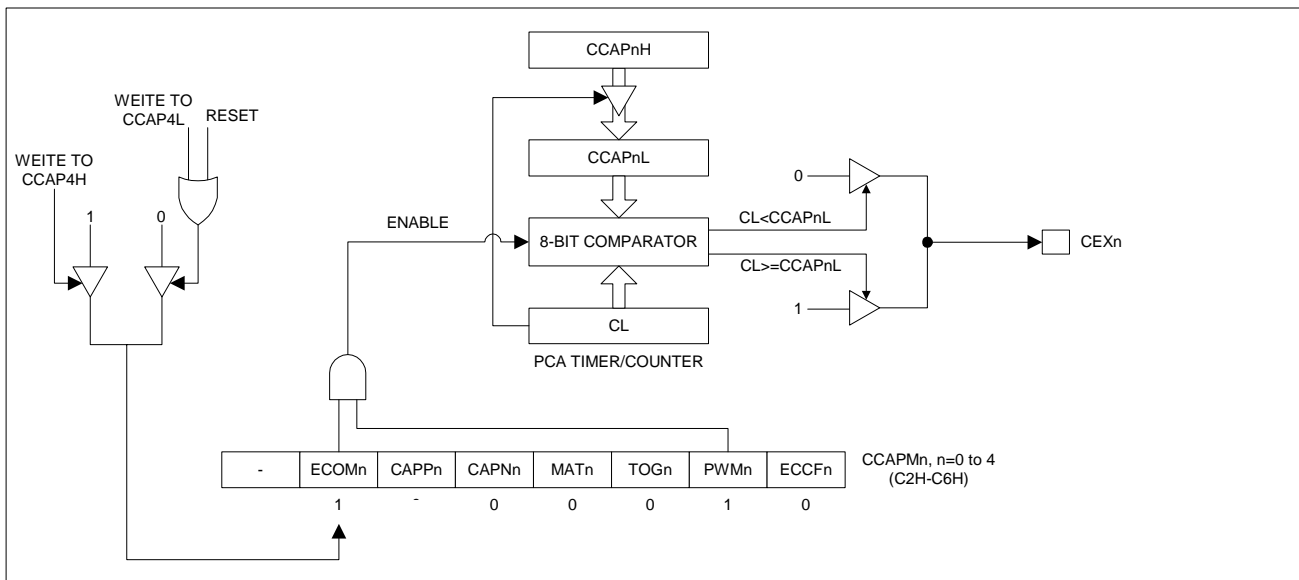 CCAPnH
WEITE TO
CCAP4L
RESET
WEITE TO
CCAP4H
1
0
CCAPnL
0
ENABLE
CL<CCAPnL
8-BIT COMPARATOR
CEXn
CL>=CCAPnL
1
CL
PCA TIMER/COUNTER
- ECOMn CAPPn CAPNn MATn TOGn PWMn ECCFn
CCAPMn, n=0 to 4
(C2H-C6H)
1 - 0 0 0 1 0